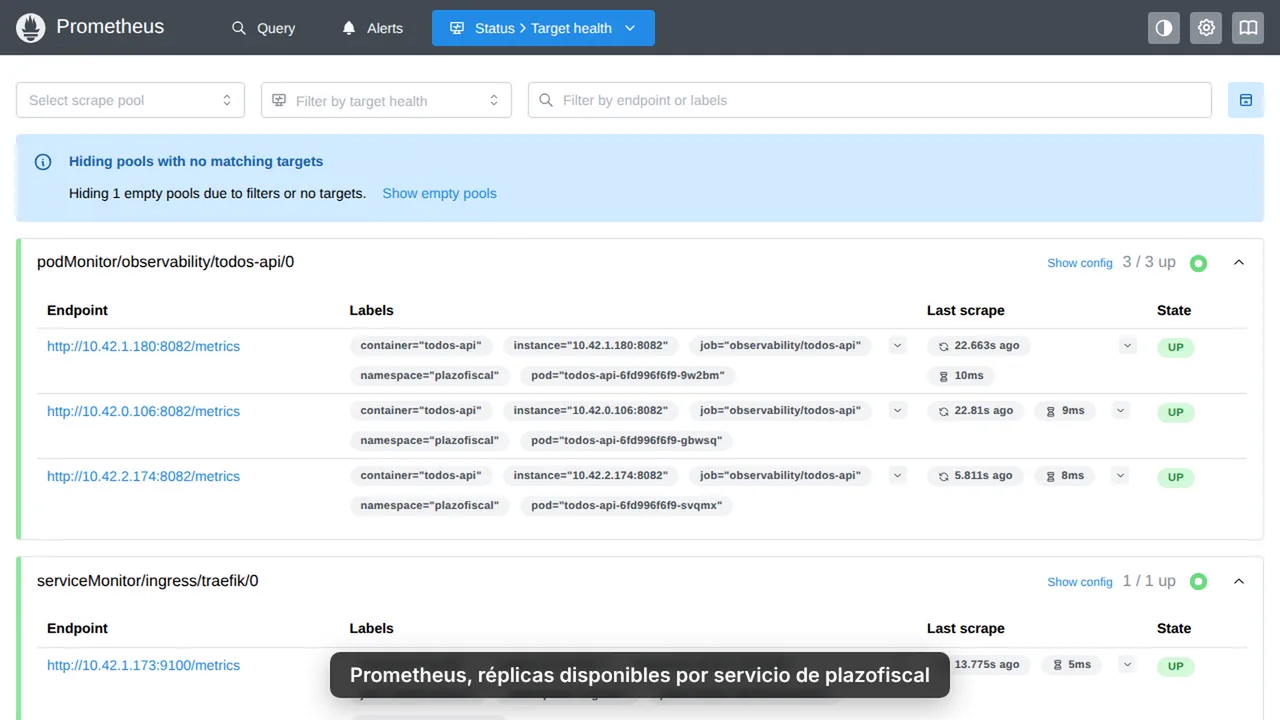 Prometheus Query Alerts Status > Target health
Select scrape pool Filter by target health Filter by endpoint or labels
Hiding pools with no matching targets
Hiding 1 empty pools due to filters or no targets. Show empty pools
podMonitor/observability/todos-api/0 Show config 3 / 3 up
Endpoint Labels Last scrape State
http://10.42.1.180:8082/metrics container="todos-api" instance="10.42.1.180:8082" job="observability/todos-api" 22.663s ago UP
namespace="plazofiscal" pod="todos-api-6fd996f6f9-9w2bm" 10ms
http://10.42.0.106:8082/metrics container="todos-api" instance="10.42.0.106:8082" job="observability/todos-api" 22.81s ago 9ms UP
namespace="plazofiscal" pod="todos-api-6fd996f6f9-gbwsq"
http://10.42.2.174:8082/metrics container="todos-api" instance="10.42.2.174:8082" job="observability/todos-api" 5.811s ago 8ms UP
namespace="plazofiscal" pod="todos-api-6fd996f6f9-svqmx"
serviceMonitor/ingress/traefik/0 Show config 1 / 1 up
Endpoint Labels Last scrape State
http://10.42.1.173:9100/metrics 13.775s ago 5ms UP
Prometheus, réplicas disponibles por servicio de plazofiscal